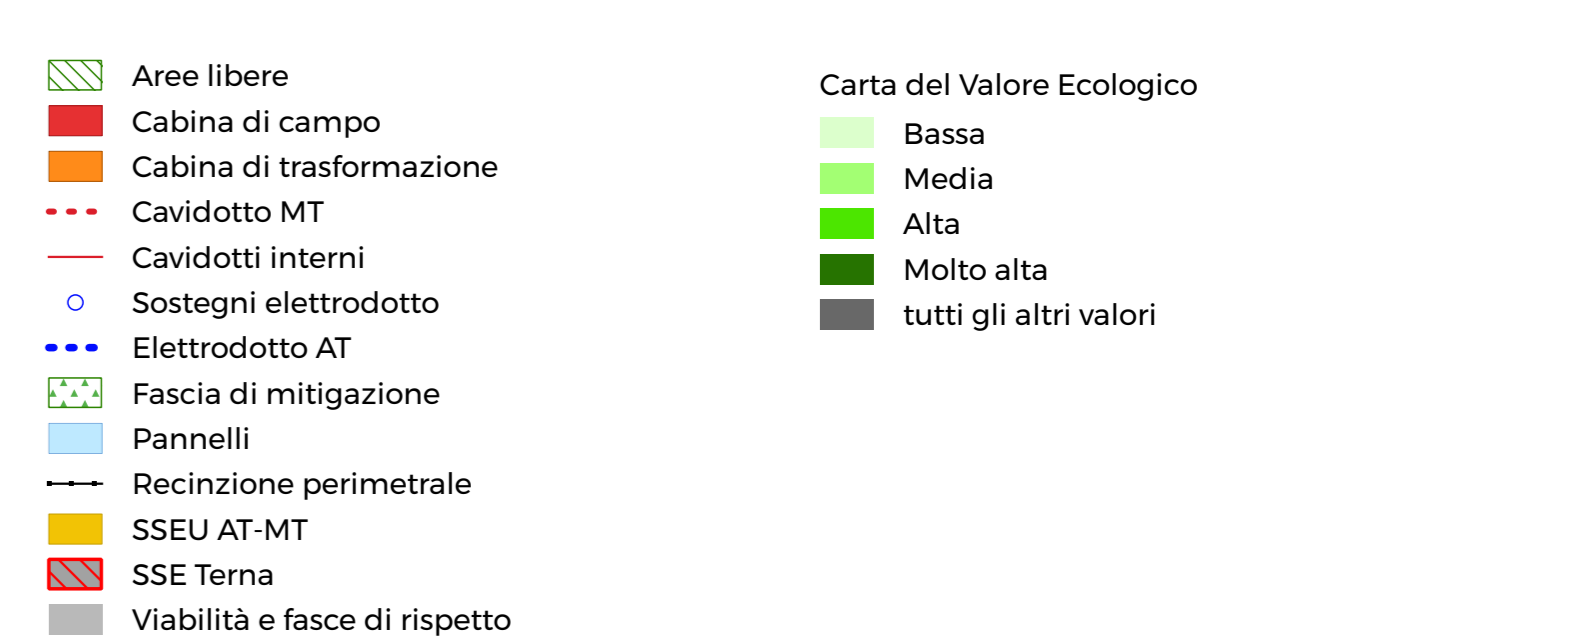 Aree libere
Cabina di campo
Cabina di trasformazione
Cavidotto MT
Cavidotti interni
Sostegni elettrodotto
Elettrodotto AT
Fascia di mitigazione
Pannelli
Recinzione perimetrale
SSEU AT-MT
SSE Terna
Viabilità e fasce di rispetto
Carta del Valore Ecologico
Bassa
Media
Alta
Molto alta
tutti gli altri valori